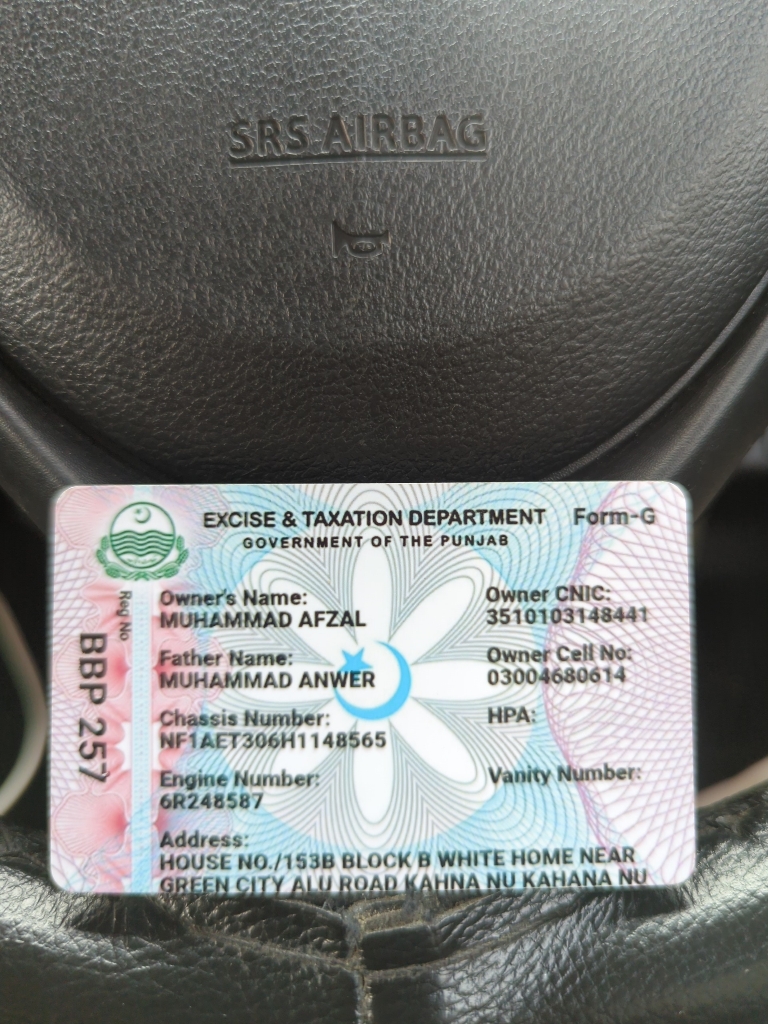 SRS AIRBAG
EXCISE & TAXATION DEPARTMENT Form-G
GOVERNMENT OF THE PUNJAB
Reg No
BBP 257
Owner's Name:
MUHAMMAD AFZAL
Owner CNIC:
3510103148441
Father Name:
MUHAMMAD ANWER
Owner Cell No:
03004680614
Chassis Number:
NF1AET306H1148565
HPA:
Engine Number:
6R248587
Vanity Number:
Address:
HOUSE NO./153B BLOCK B WHITE HOME NEAR
GREEN CITY ALU ROAD KAHNA NU KAHANA NU